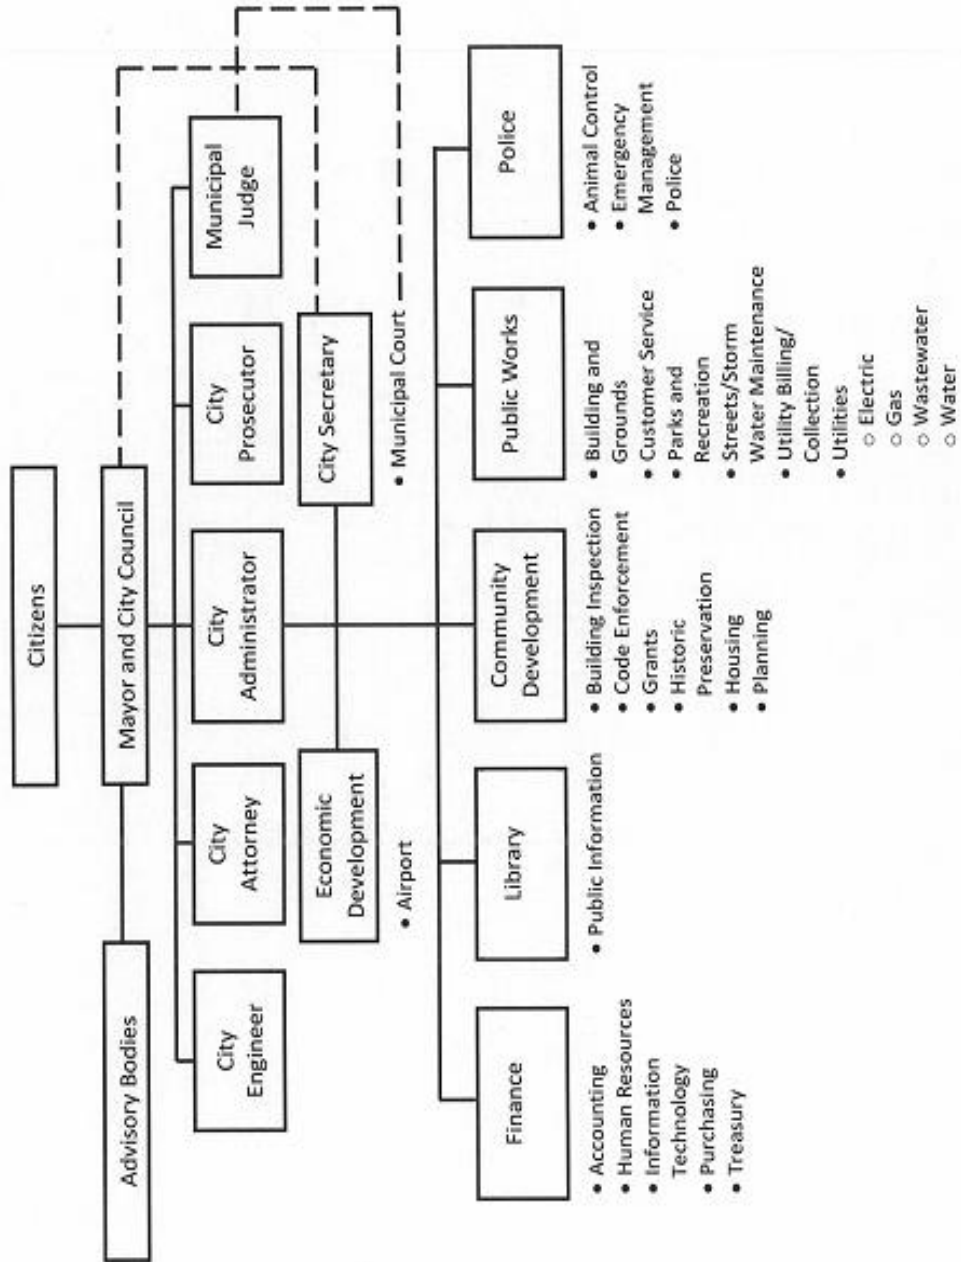 Citizens
Advisory Bodies
Mayor and City Council
City
Engineer
City
Attorney
City
Administrator
City
Prosecutor
Municipal
Judge
Economic
Development
• Airport
City Secretary
• Municipal Court
Finance
• Accounting
• Human Resources
• Information
Technology
• Purchasing
• Treasury
Library
• Public Information
Community
Development
• Building Inspection
• Code Enforcement
• Grants
• Historic
Preservation
• Housing
• Planning
Public Works
• Building and
Grounds
• Customer Service
• Parks and
Recreation
• Streets/Storm
Water Maintenance
• Utility Billing/
Collection
• Utilities
○ Electric
○ Gas
○ Wastewater
○ Water
Police
• Animal Control
• Emergency
Management
• Police